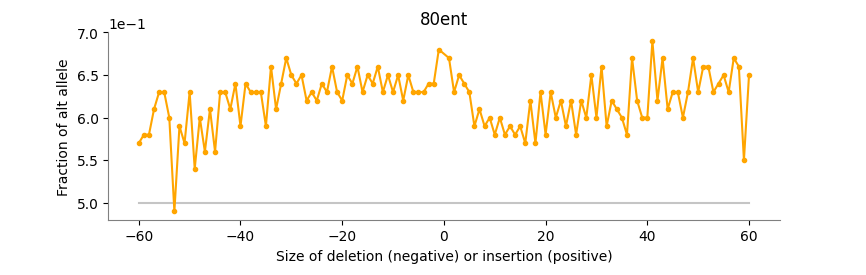 80ent
1e−1
7.0
6.5
6.0
5.5
5.0
Fraction of alt allele
−60 −40 −20 0 20 40 60
Size of deletion (negative) or insertion (positive)